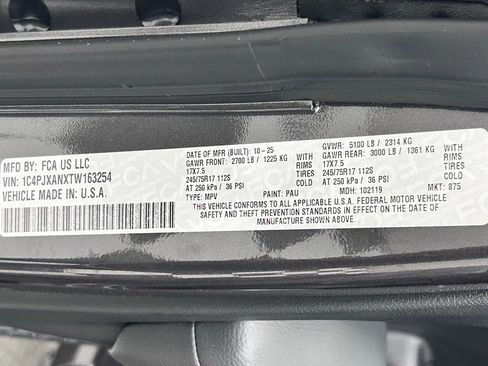 MFD BY: FCA US LLC
VIN: 1C4PJXANXTW163254
VEHICLE MADE IN U.S.A.
DATE OF MFR (BUILT): 10-25
GAWR FRONT: 2700 LB / 1225 KG
17X7.5 RIMS
245/75R17 112S TIRES
AT 250 kPa / 36 PSI
TYPE: MPV
PAINT: PAU
GVWR: 5100 LB / 2314 KG
GAWR REAR: 3000 LB / 1361 KG
17X7.5 RIMS
245/75R17 112S TIRES
AT 250 kPa / 36 PSI
MDH: 102119
MKT: 875
THIS VEHICLE CONFORMS TO ALL APPLICABLE U.S.A. FEDERAL MOTOR VEHICLE
SAFETY, BUMPER, AND THEFT PREVENTION STANDARDS IN EFFECT ON THE DATE OF
MANUFACTURE SHOWN ABOVE.